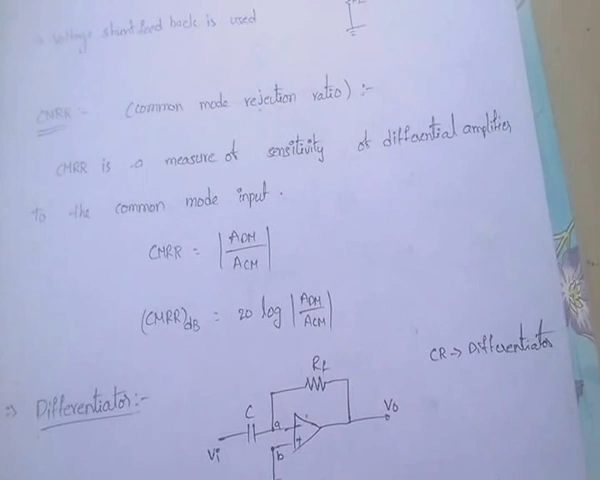 voltage shunt feed back is used
CMRR :- (common mode rejection ratio) :-
CMRR is a measure of sensitivity of diffential amplifier
to the common mode input.
CMRR = |ADM/ACM|
(CMRR)dB = 20 log |ADM/ACM|
CR → Differentiator
⇒ Differentiator:-
Rf
C
a
-
+
b
Vi
Vo